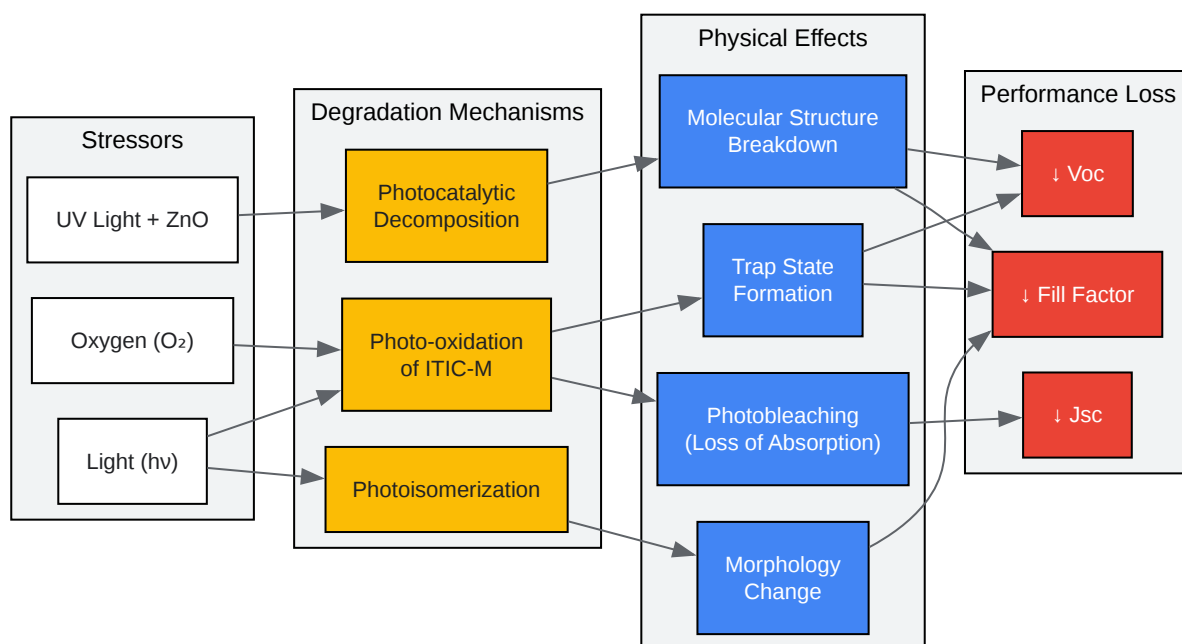 Stressors
UV Light + ZnO
Oxygen (O₂)
Light (hν)
Degradation Mechanisms
Photocatalytic
Decomposition
Photo-oxidation
of ITIC-M
Photoisomerization
Physical Effects
Molecular Structure
Breakdown
Trap State
Formation
Photobleaching
(Loss of Absorption)
Morphology
Change
Performance Loss
↓ Voc
↓ Fill Factor
↓ Jsc